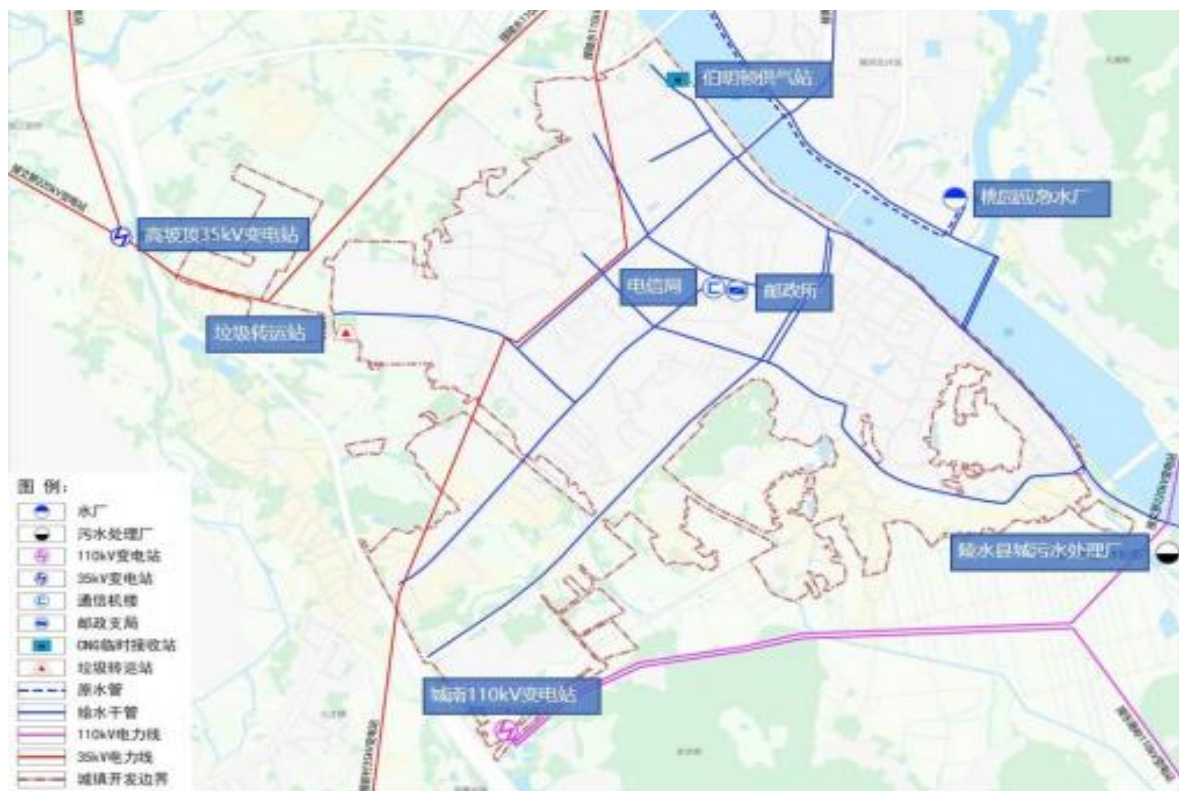 伯明顿供气站
桃园应急水厂
高坡顶35kV变电站
电信网
邮政所
垃圾转运站
陵水县城污水处理厂
城南110kV变电站
图 例:
水厂
污水处理厂
110kV变电站
35kV变电站
通信机楼
邮政支局
CNG临时接收站
垃圾转运站
原水管
给水干管
110kV电力线
35kV电力线
城镇开发边界